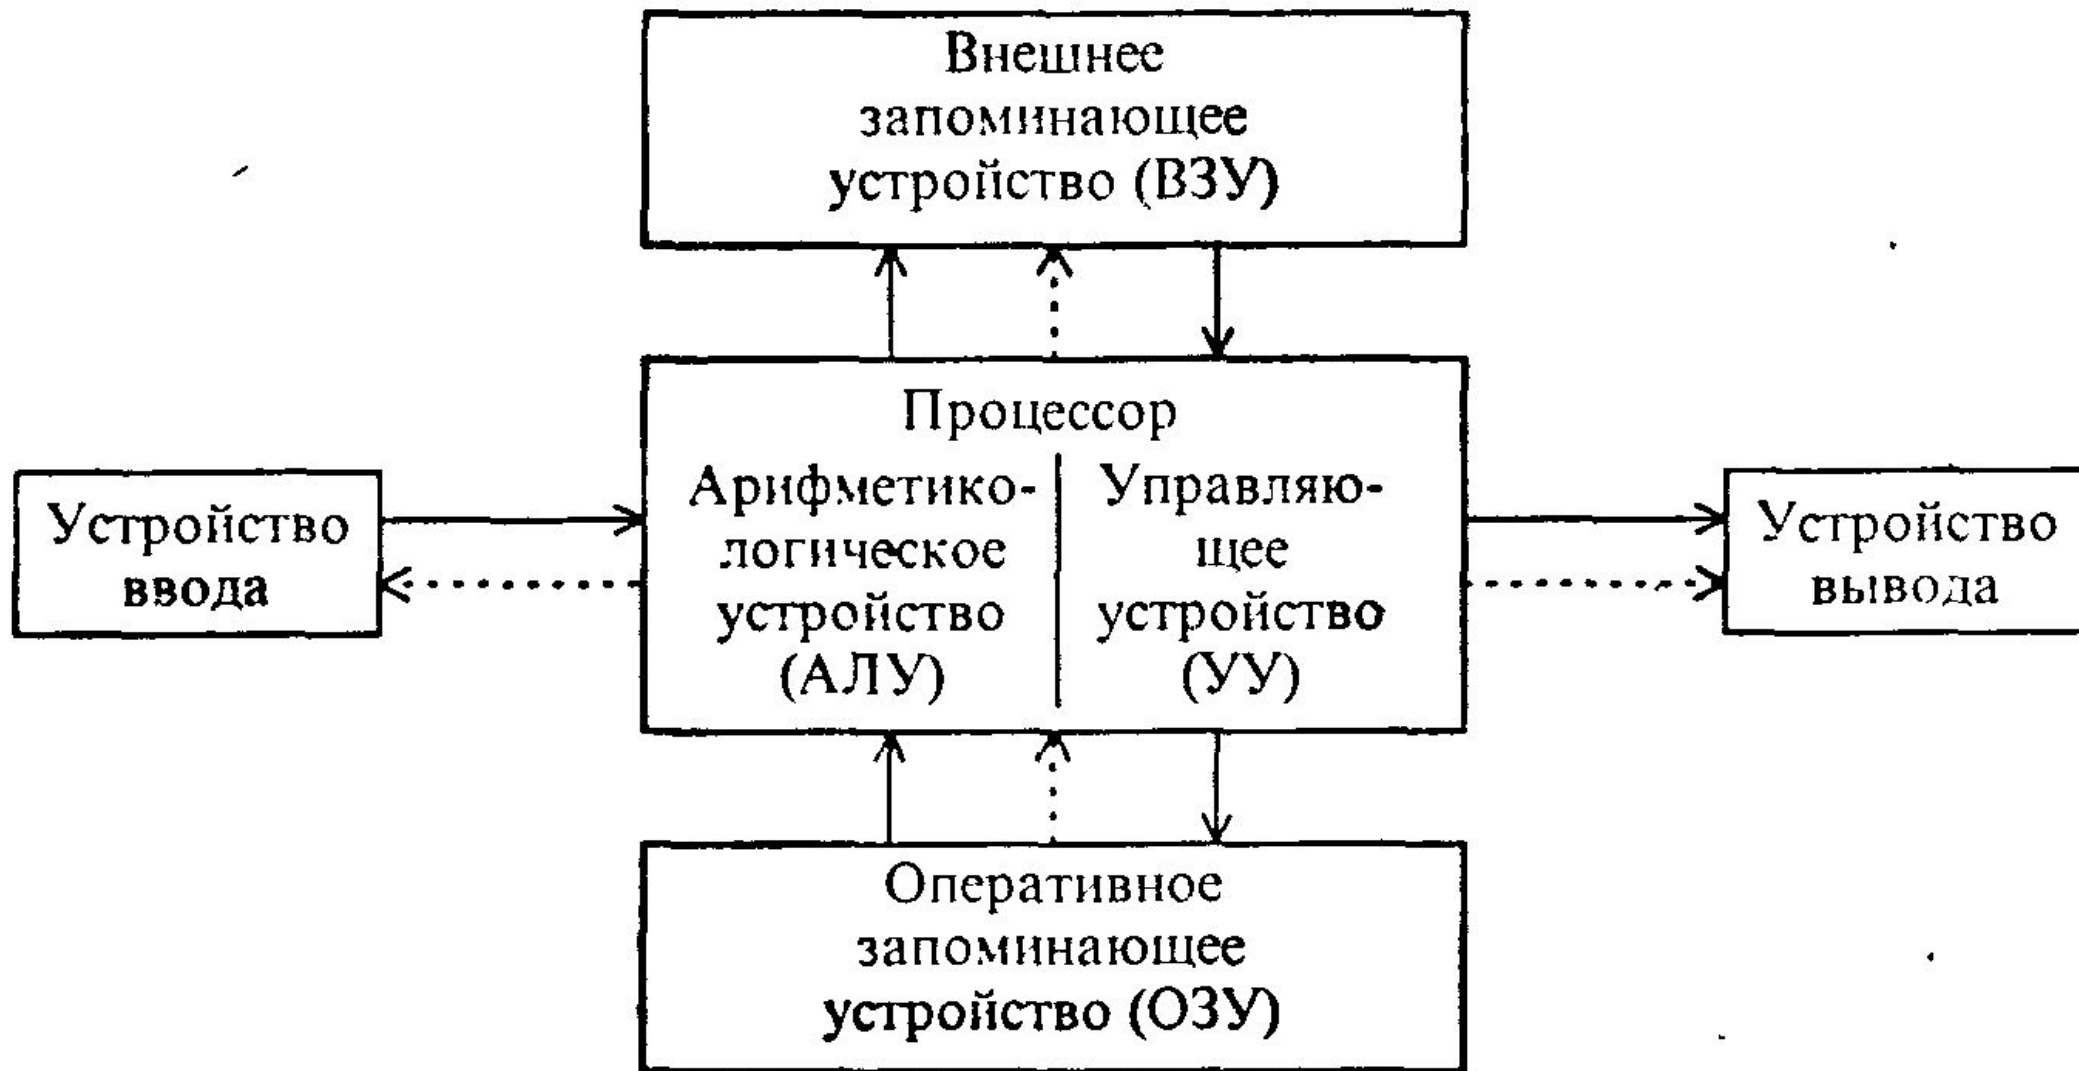 Внешнее
запоминающее
устройство (ВЗУ)
Процессор
Арифметико-
логическое
устройство
(АЛУ)
Управляю-
щее
устройство
(УУ)
Устройство
ввода
Устройство
вывода
Оперативное
запоминающее
устройство (ОЗУ)